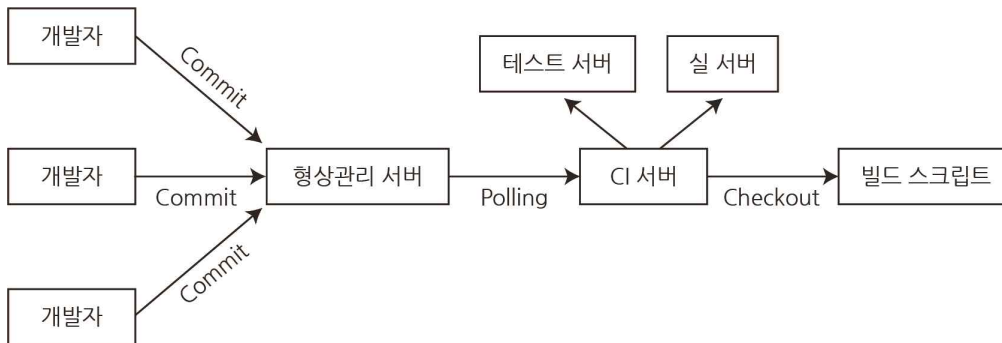 개발자
Commit
테스트 서버
실 서버
개발자
Commit
형상관리 서버
Polling
CI 서버
Checkout
빌드 스크립트
Commit
개발자